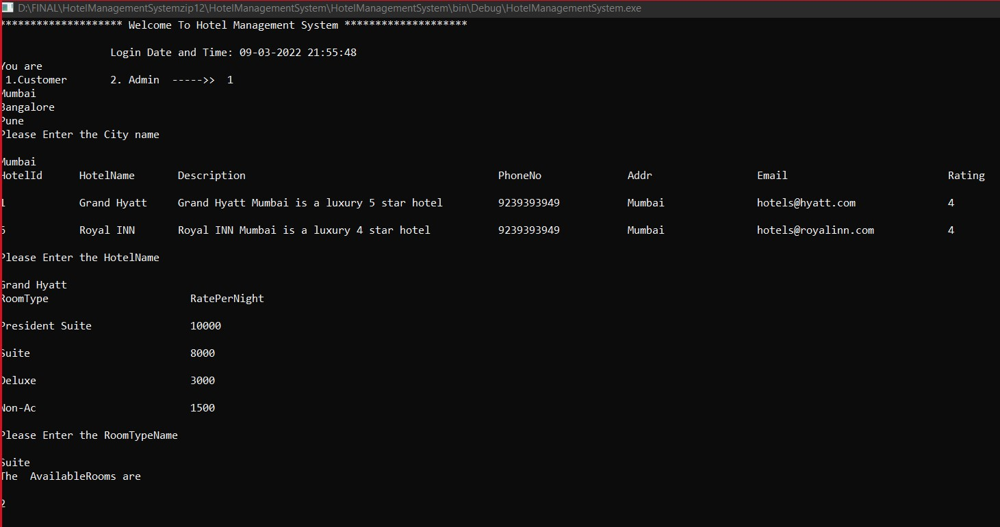 D:\FINAL\HotelManagementSystemzip12\HotelManagementSystem\HotelManagementSystem\bin\Debug\HotelManagementSystem.exe
******************** Welcome To Hotel Management System ********************
Login Date and Time: 09-03-2022 21:55:48
You are
1.Customer 2. Admin ----->> 1
Mumbai
Bangalore
Pune
Please Enter the City name
Mumbai
HotelId HotelName Description PhoneNo Addr Email Rating
1 Grand Hyatt Grand Hyatt Mumbai is a luxury 5 star hotel 9239393949 Mumbai hotels@hyatt.com 4
Royal INN Royal INN Mumbai is a luxury 4 star hotel 9239393949 Mumbai hotels@royalinn.com 4
Please Enter the HotelName
Grand Hyatt
RoomType RatePerNight
President Suite 10000
Suite 8000
Deluxe 3000
Non-Ac 1500
Please Enter the RoomTypeName
Suite
The AvailableRooms are
2